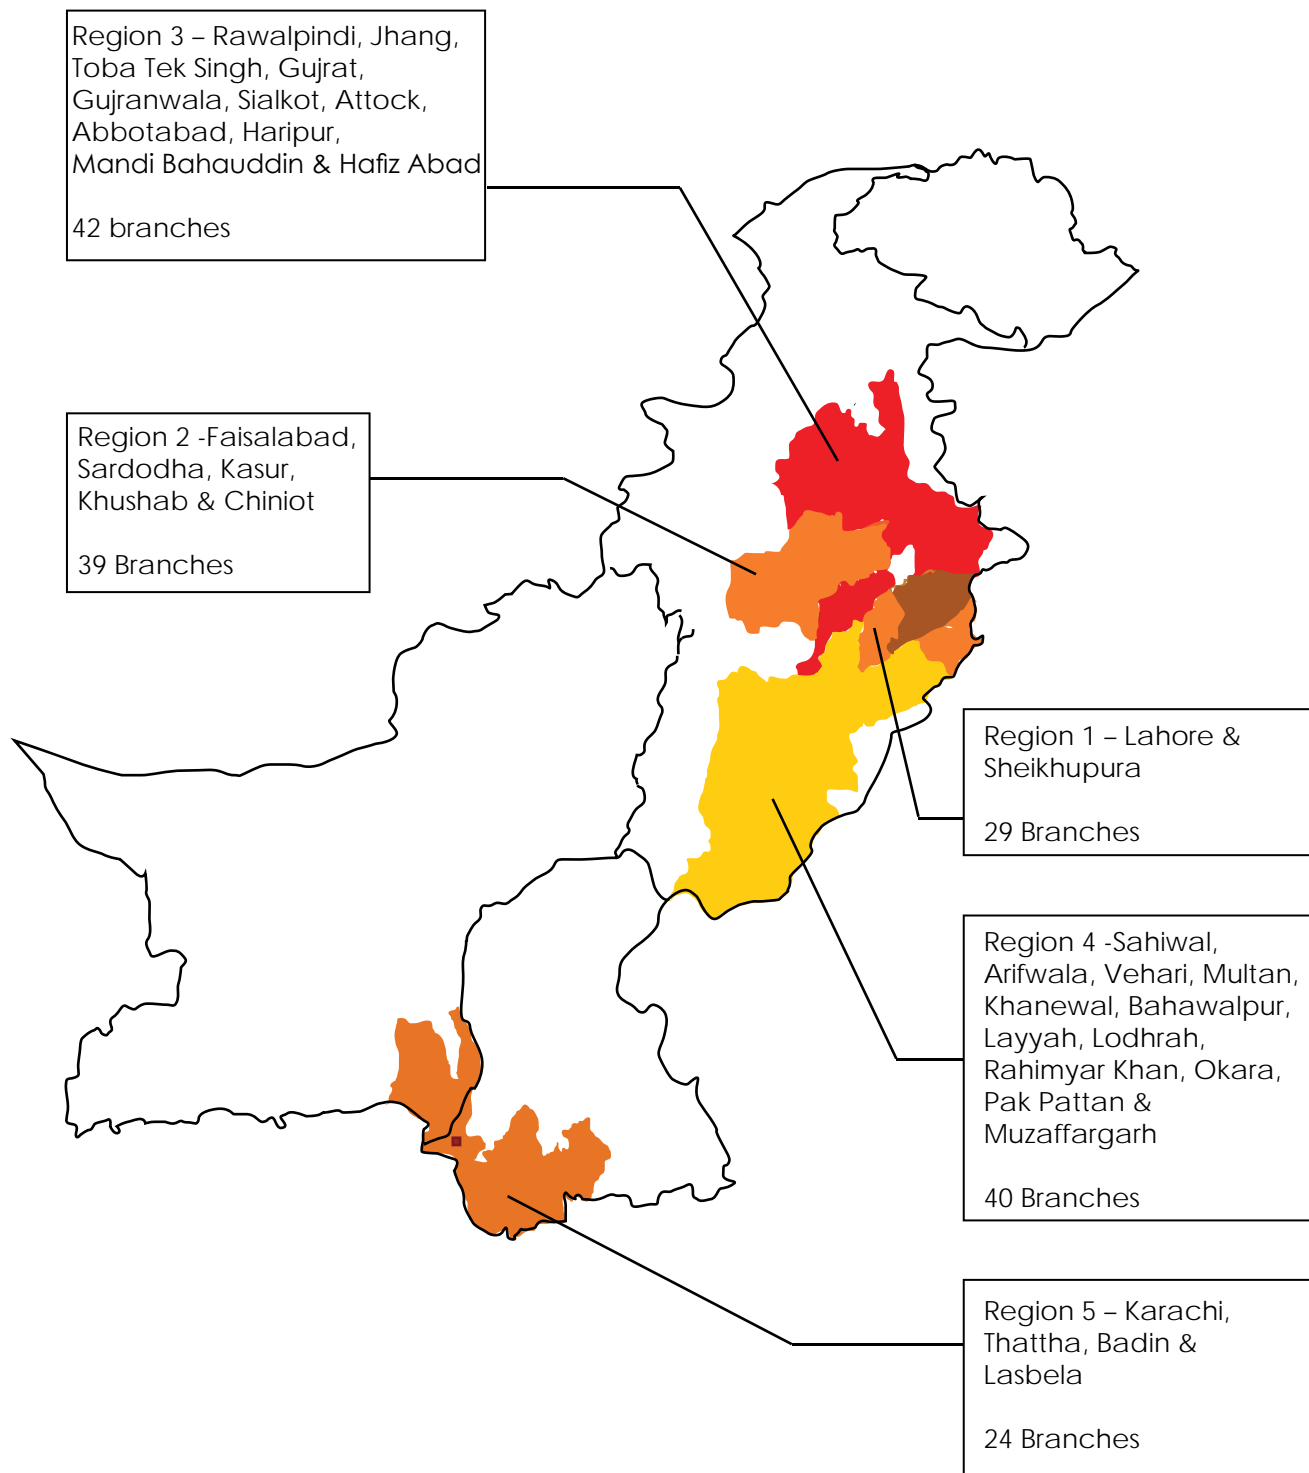 Region 3 – Rawalpindi, Jhang,
Toba Tek Singh, Gujrat,
Gujranwala, Sialkot, Attock,
Abbotabad, Haripur,
Mandi Bahauddin & Hafiz Abad
42 branches
Region 2 -Faisalabad,
Sardodha, Kasur,
Khushab & Chiniot
39 Branches
Region 1 – Lahore &
Sheikhupura
29 Branches
Region 4 -Sahiwal,
Arifwala, Vehari, Multan,
Khanewal, Bahawalpur,
Layyah, Lodhrah,
Rahimyar Khan, Okara,
Pak Pattan &
Muzaffargarh
40 Branches
Region 5 – Karachi,
Thattha, Badin &
Lasbela
24 Branches